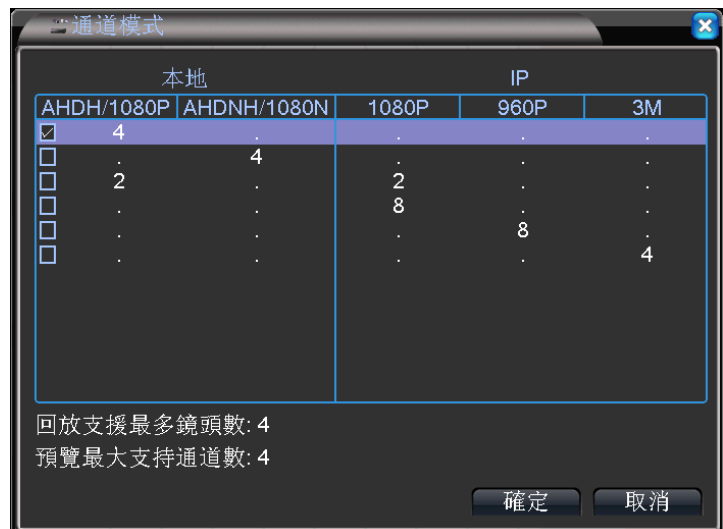 通道模式
本地 IP
AHDH/1080P AHDNH/1080N 1080P 960P 3M
4 . . . .
. 4 . . .
2 . 2 . .
. . 8 . .
. . . 8 .
. . . . 4
回放支援最多鏡頭數: 4
預覽最大支持通道數: 4
確定 取消